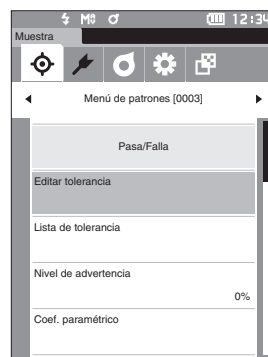 M 12:34
Muestra
Menú de patrones [0003]
Pasa/Falla
Editar tolerancia
Lista de tolerancia
Nivel de advertencia
0%
Coef. paramétrico